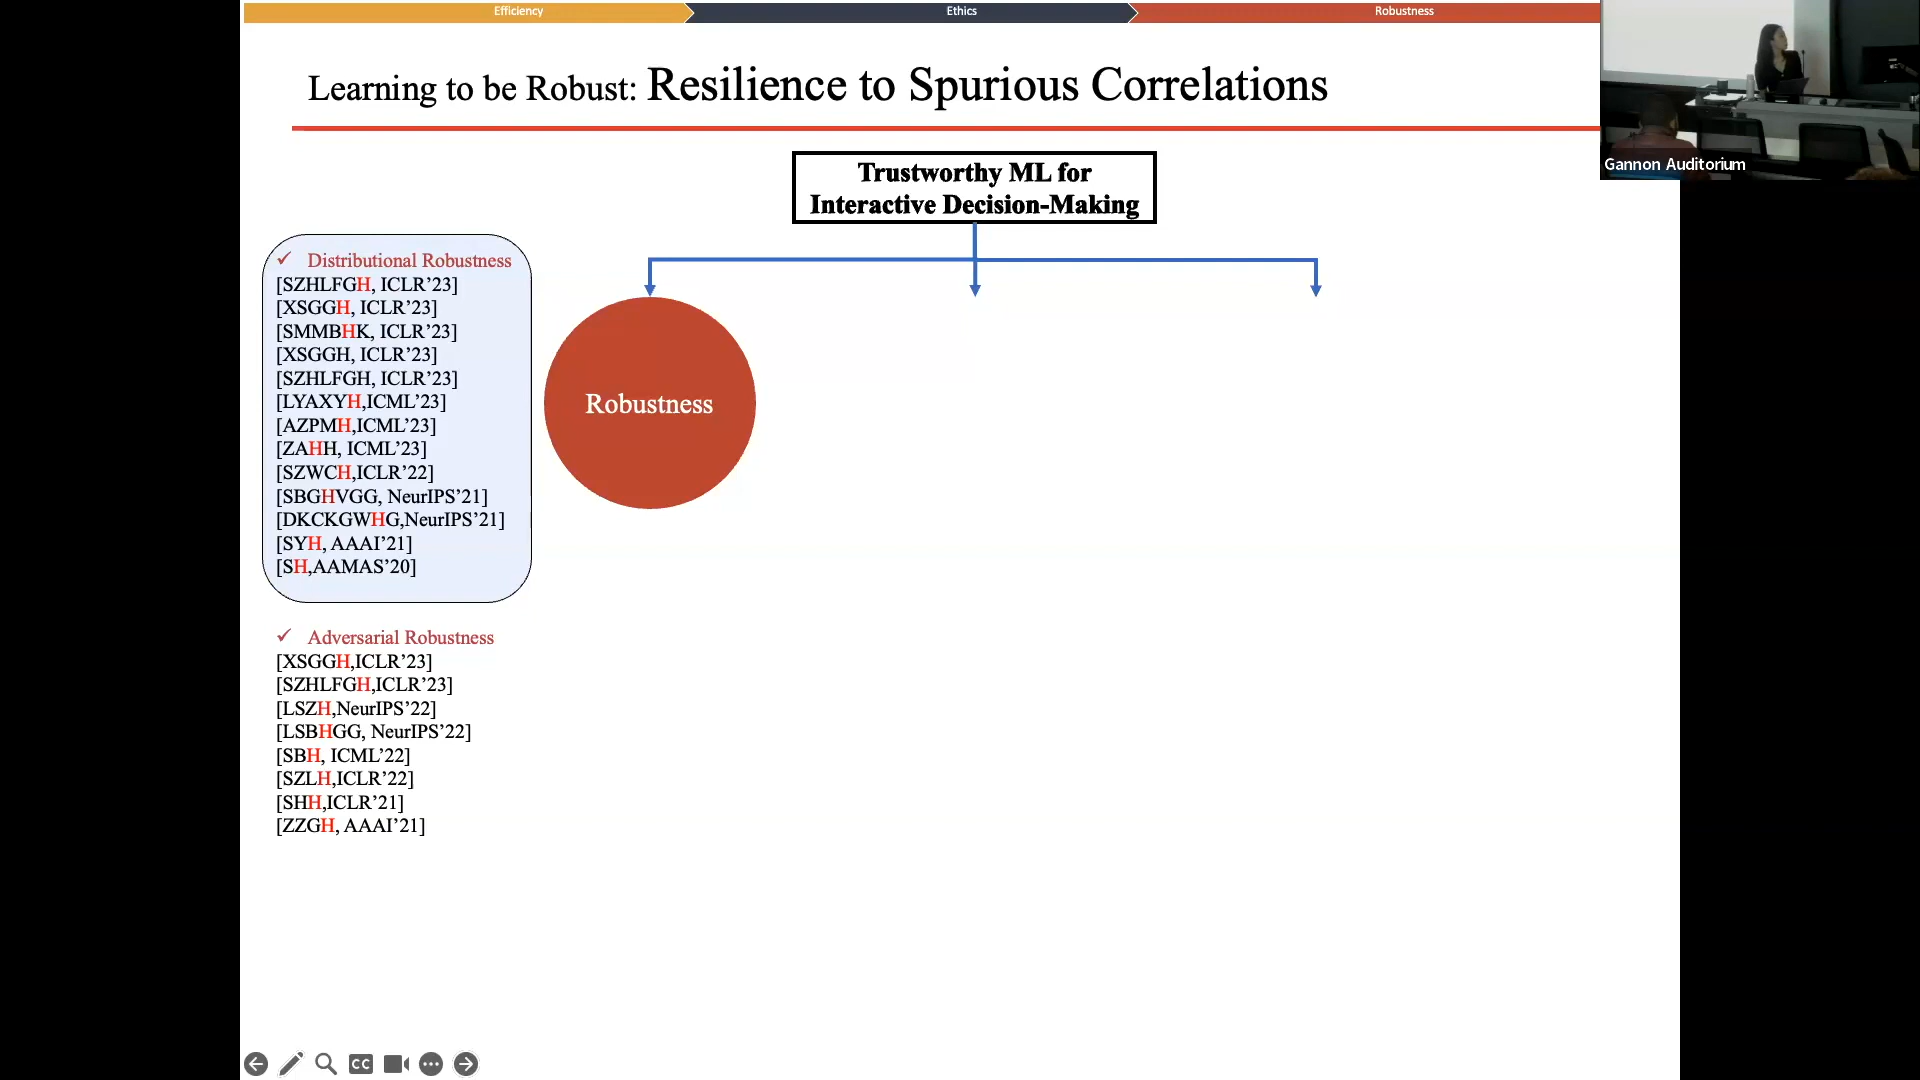 Efficiency
Ethics
Robustness
Learning to be Robust: Resilience to Spurious Correlations
Gannon Auditorium
Trustworthy ML for
Interactive Decision-Making
✓ Distributional Robustness
[SZHLFGH, ICLR’23]
[XSGGH, ICLR’23]
[SMMBHK, ICLR’23]
[XSGGH, ICLR’23]
[SZHLFGH, ICLR’23]
[LYAXYH,ICML’23]
[AZPMH,ICML’23]
[ZAHH, ICML’23]
[SZWCH,ICLR’22]
[SBGHVGG, NeurIPS’21]
[DKCKGWHG,NeurIPS’21]
[SYH, AAAI’21]
[SH,AAMAS’20]
Robustness
✓ Adversarial Robustness
[XSGGH,ICLR’23]
[SZHLFGH,ICLR’23]
[LSZH,NeurIPS’22]
[LSBHGG, NeurIPS’22]
[SBH, ICML’22]
[SZLH,ICLR’22]
[SHH,ICLR’21]
[ZZGH, AAAI’21]
CC